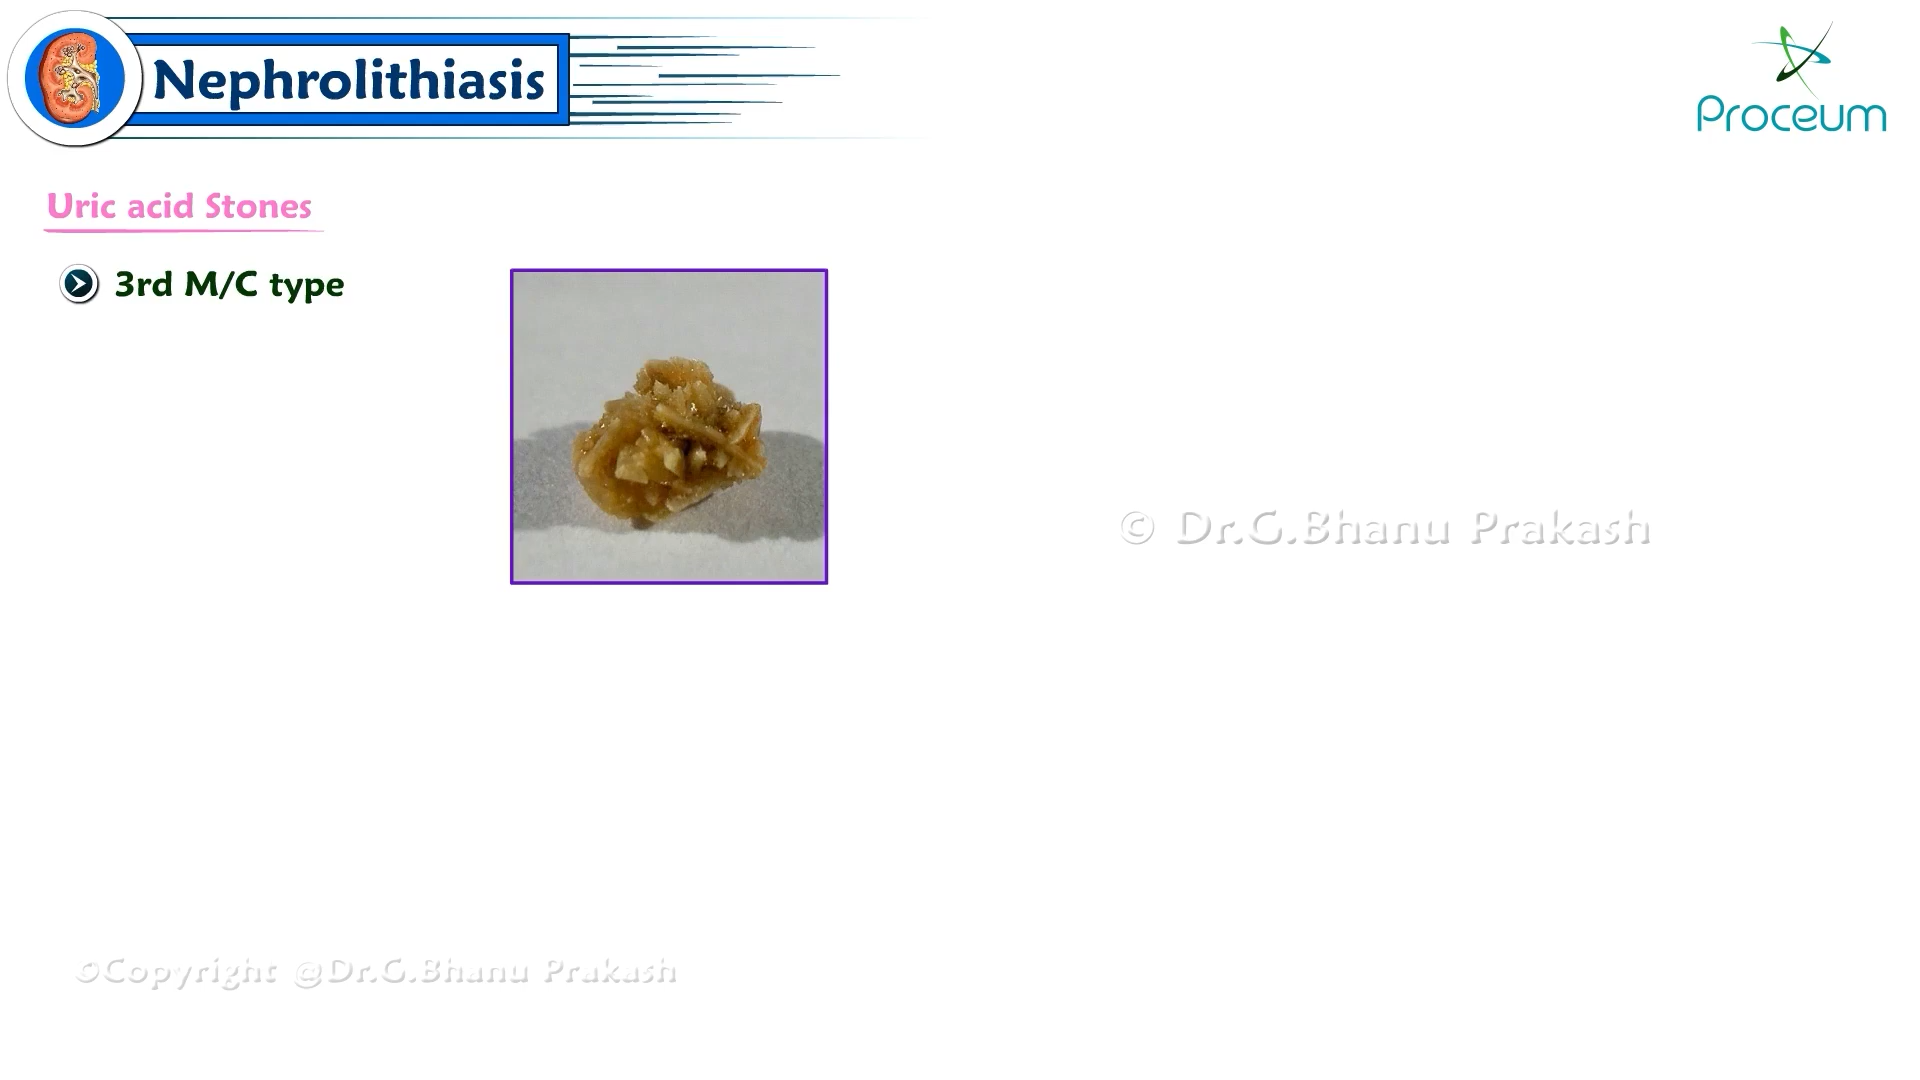 Nephrolithiasis
Proceum
Uric acid Stones
3rd M/C type
© Dr.G.Bhanu Prakash
©Copyright @Dr.G.Bhanu Prakash